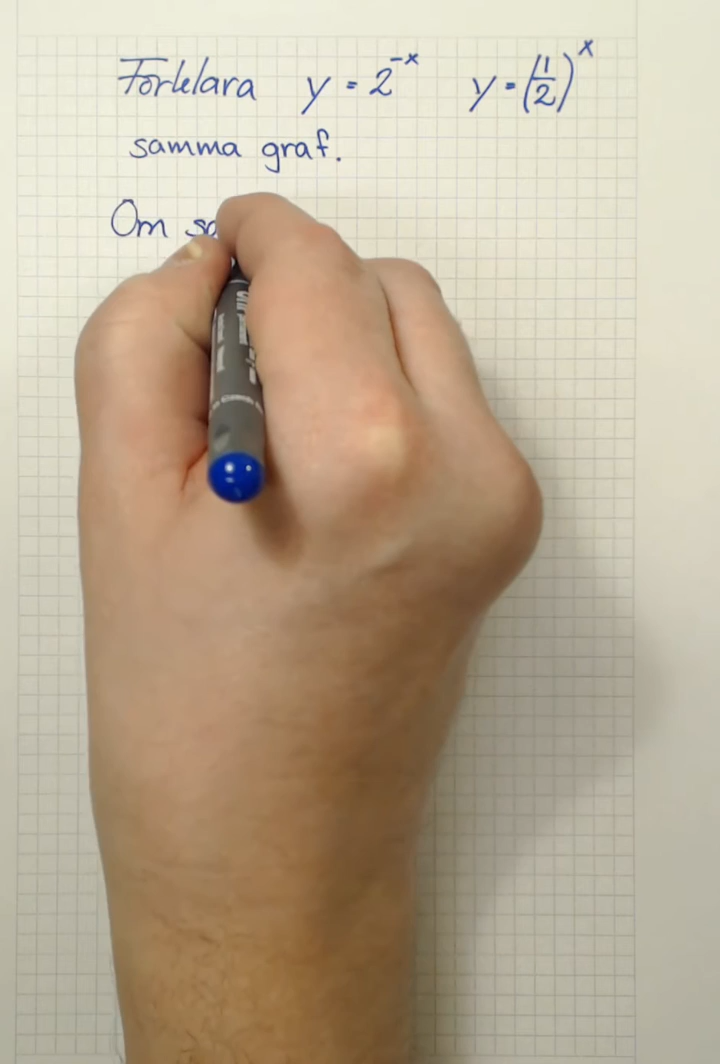 Förklara y = 2^{-x} y = (1/2)^x
samma graf.
Om